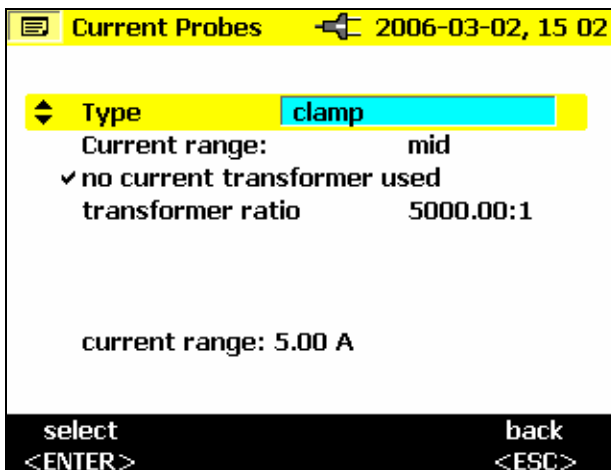 Current Probes 2006-03-02, 15 02
Type clamp
Current range: mid
✓ no current transformer used
transformer ratio 5000.00:1
current range: 5.00 A
select back
<ENTER> <ESC>